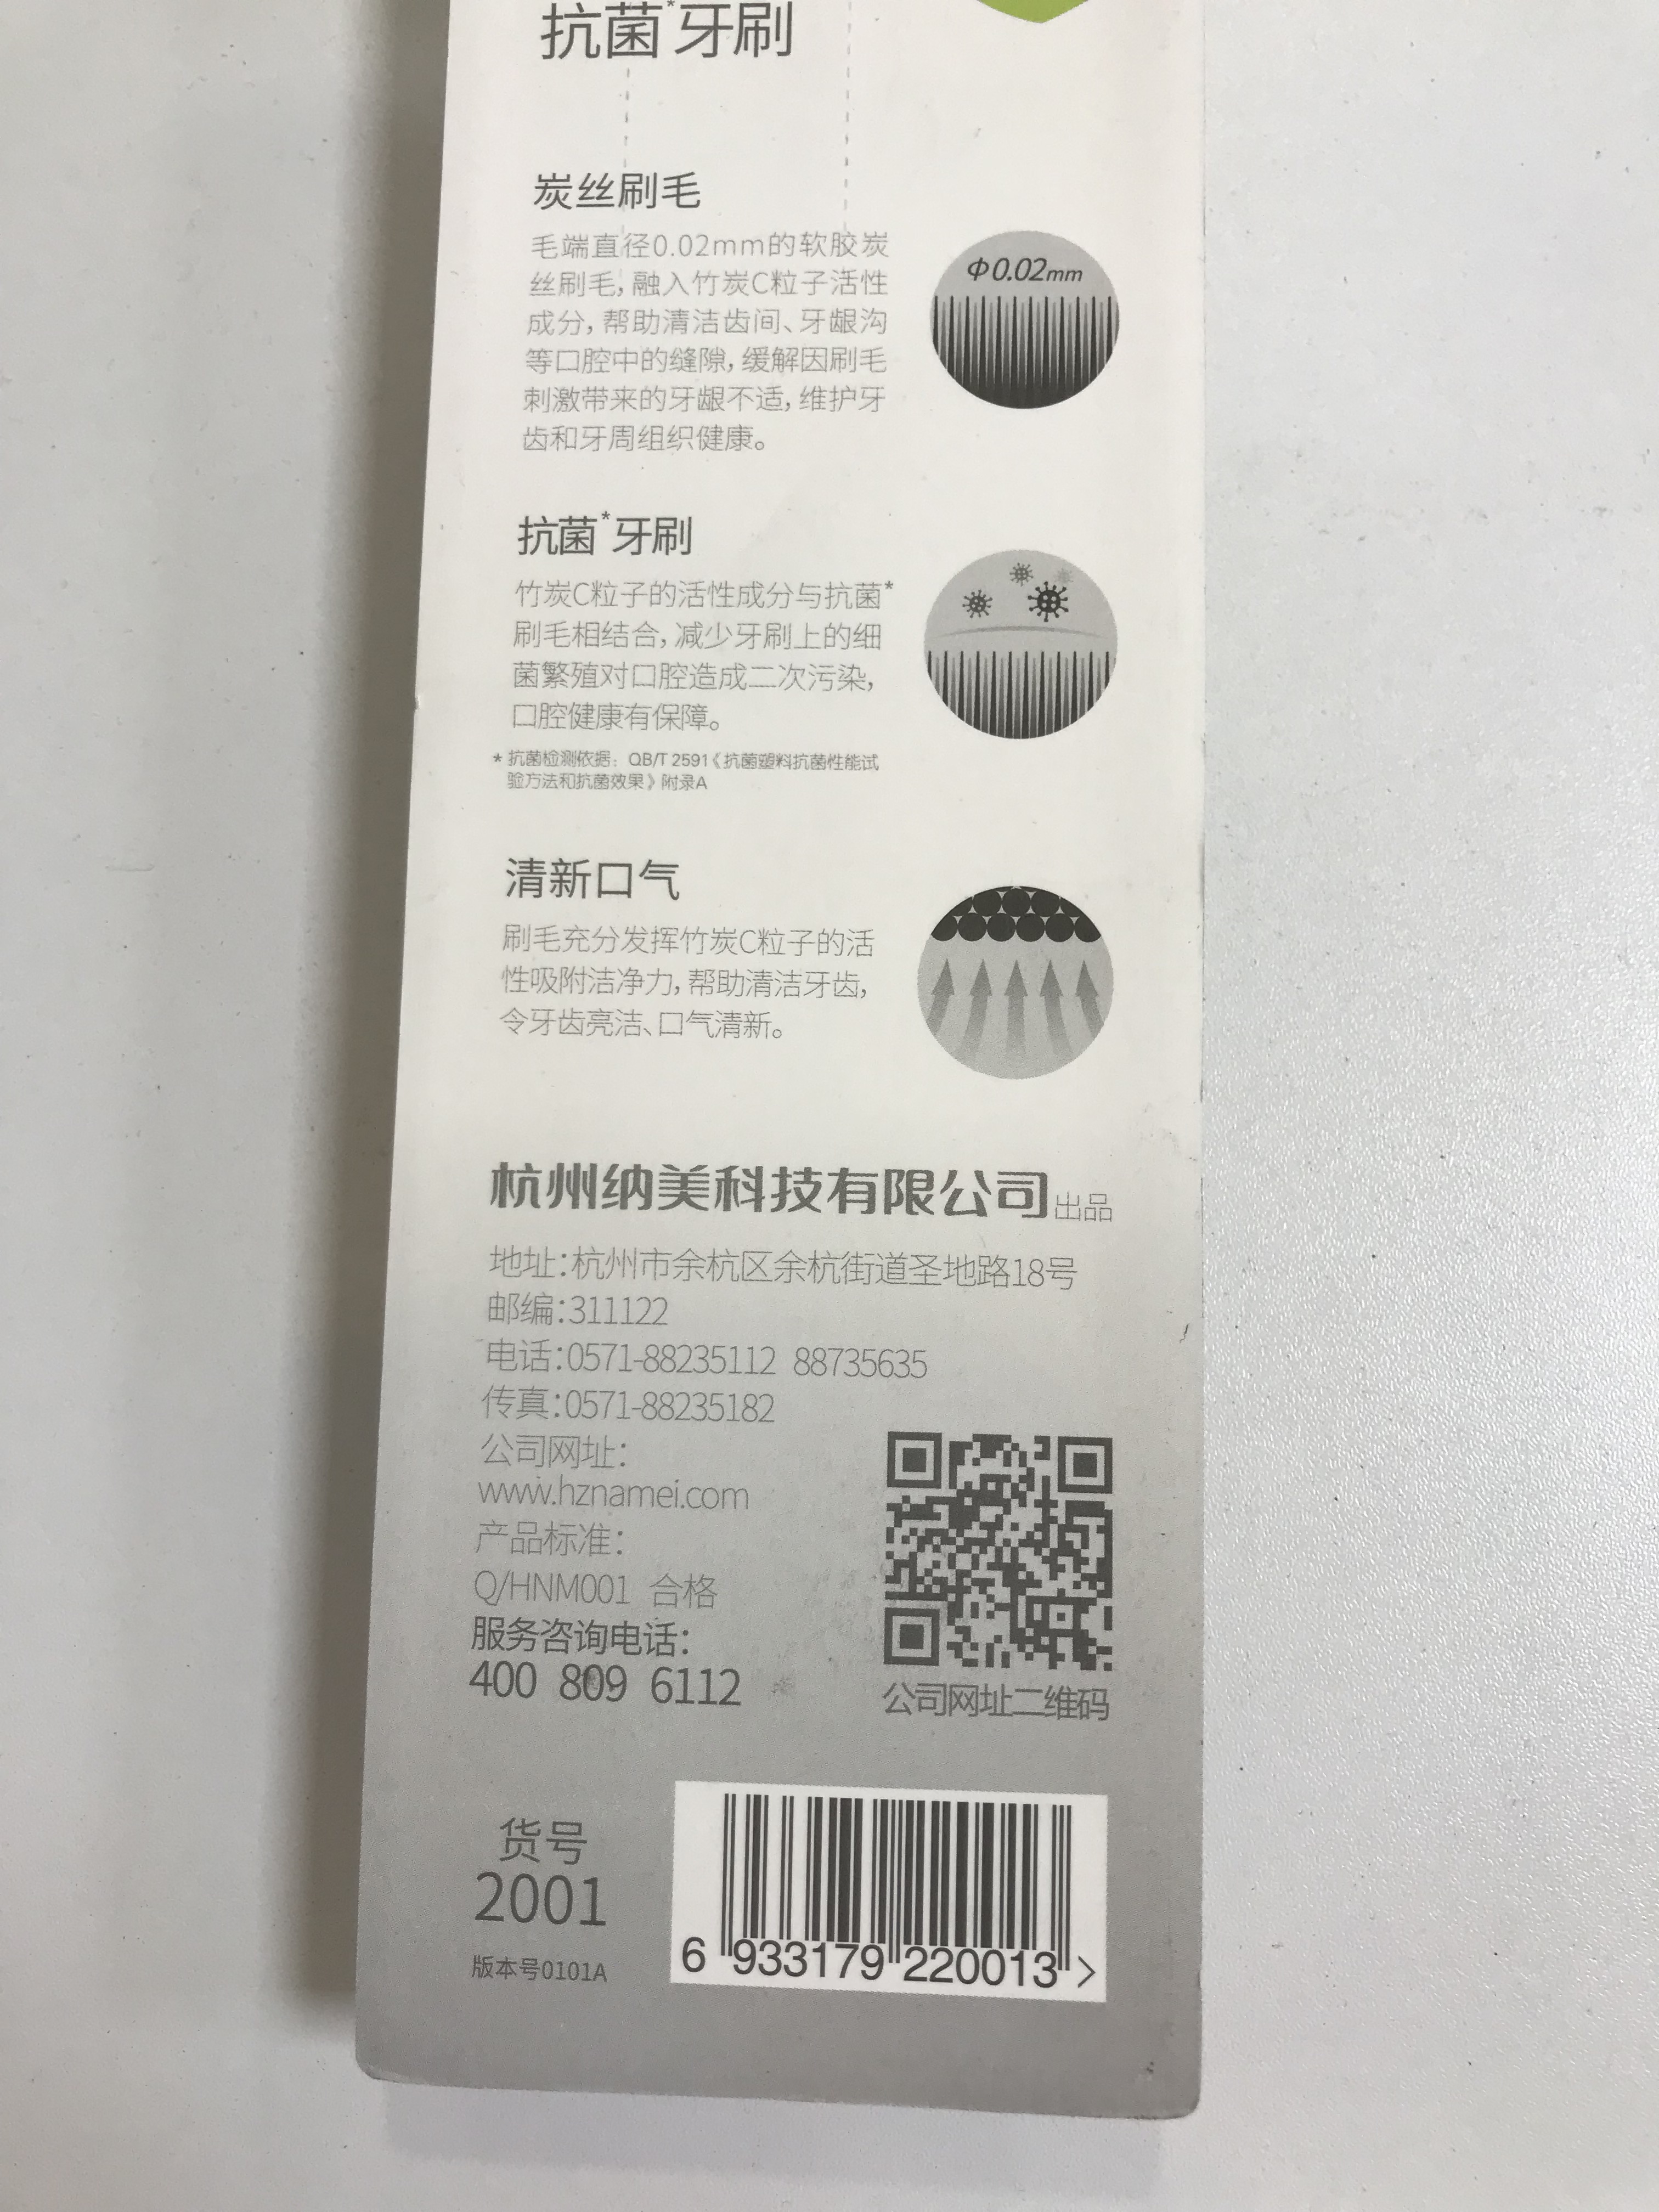 抗菌*牙刷
炭丝刷毛
毛端直径0.02mm的软胶炭
丝刷毛,融入竹炭C粒子活性
成分,帮助清洁齿间、牙龈沟
等口腔中的缝隙,缓解因刷毛
刺激带来的牙龈不适,维护牙
齿和牙周组织健康。
Φ0.02mm
抗菌*牙刷
竹炭C粒子的活性成分与抗菌*
刷毛相结合,减少牙刷上的细
菌繁殖对口腔造成二次污染,
口腔健康有保障。
* 抗菌检测依据：QB/T 2591《抗菌塑料抗菌性能试
验方法和抗菌效果》附录A
清新口气
刷毛充分发挥竹炭C粒子的活
性吸附洁净力,帮助清洁牙齿,
令牙齿亮洁、口气清新。
杭州纳美科技有限公司出品
地址:杭州市余杭区余杭街道圣地路18号
邮编:311122
电话:0571-88235112 88735635
传真:0571-88235182
公司网址:
www.hznamei.com
产品标准:
Q/HNM001 合格
服务咨询电话:
400 809 6112
公司网址二维码
货号
2001
版本号0101A
6 933179 220013 >